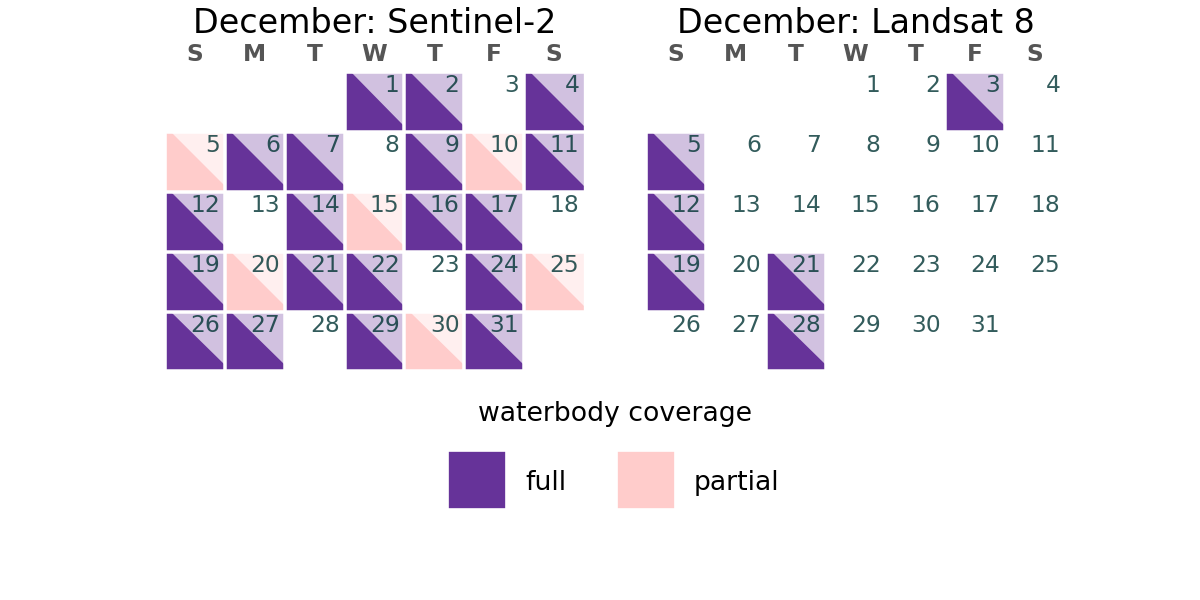 December: Sentinel-2
S M T W T F S
1 2 3 4
5 6 7 8 9 10 11
12 13 14 15 16 17 18
19 20 21 22 23 24 25
26 27 28 29 30 31
December: Landsat 8
S M T W T F S
1 2 3 4
5 6 7 8 9 10 11
12 13 14 15 16 17 18
19 20 21 22 23 24 25
26 27 28 29 30 31
waterbody coverage
full partial